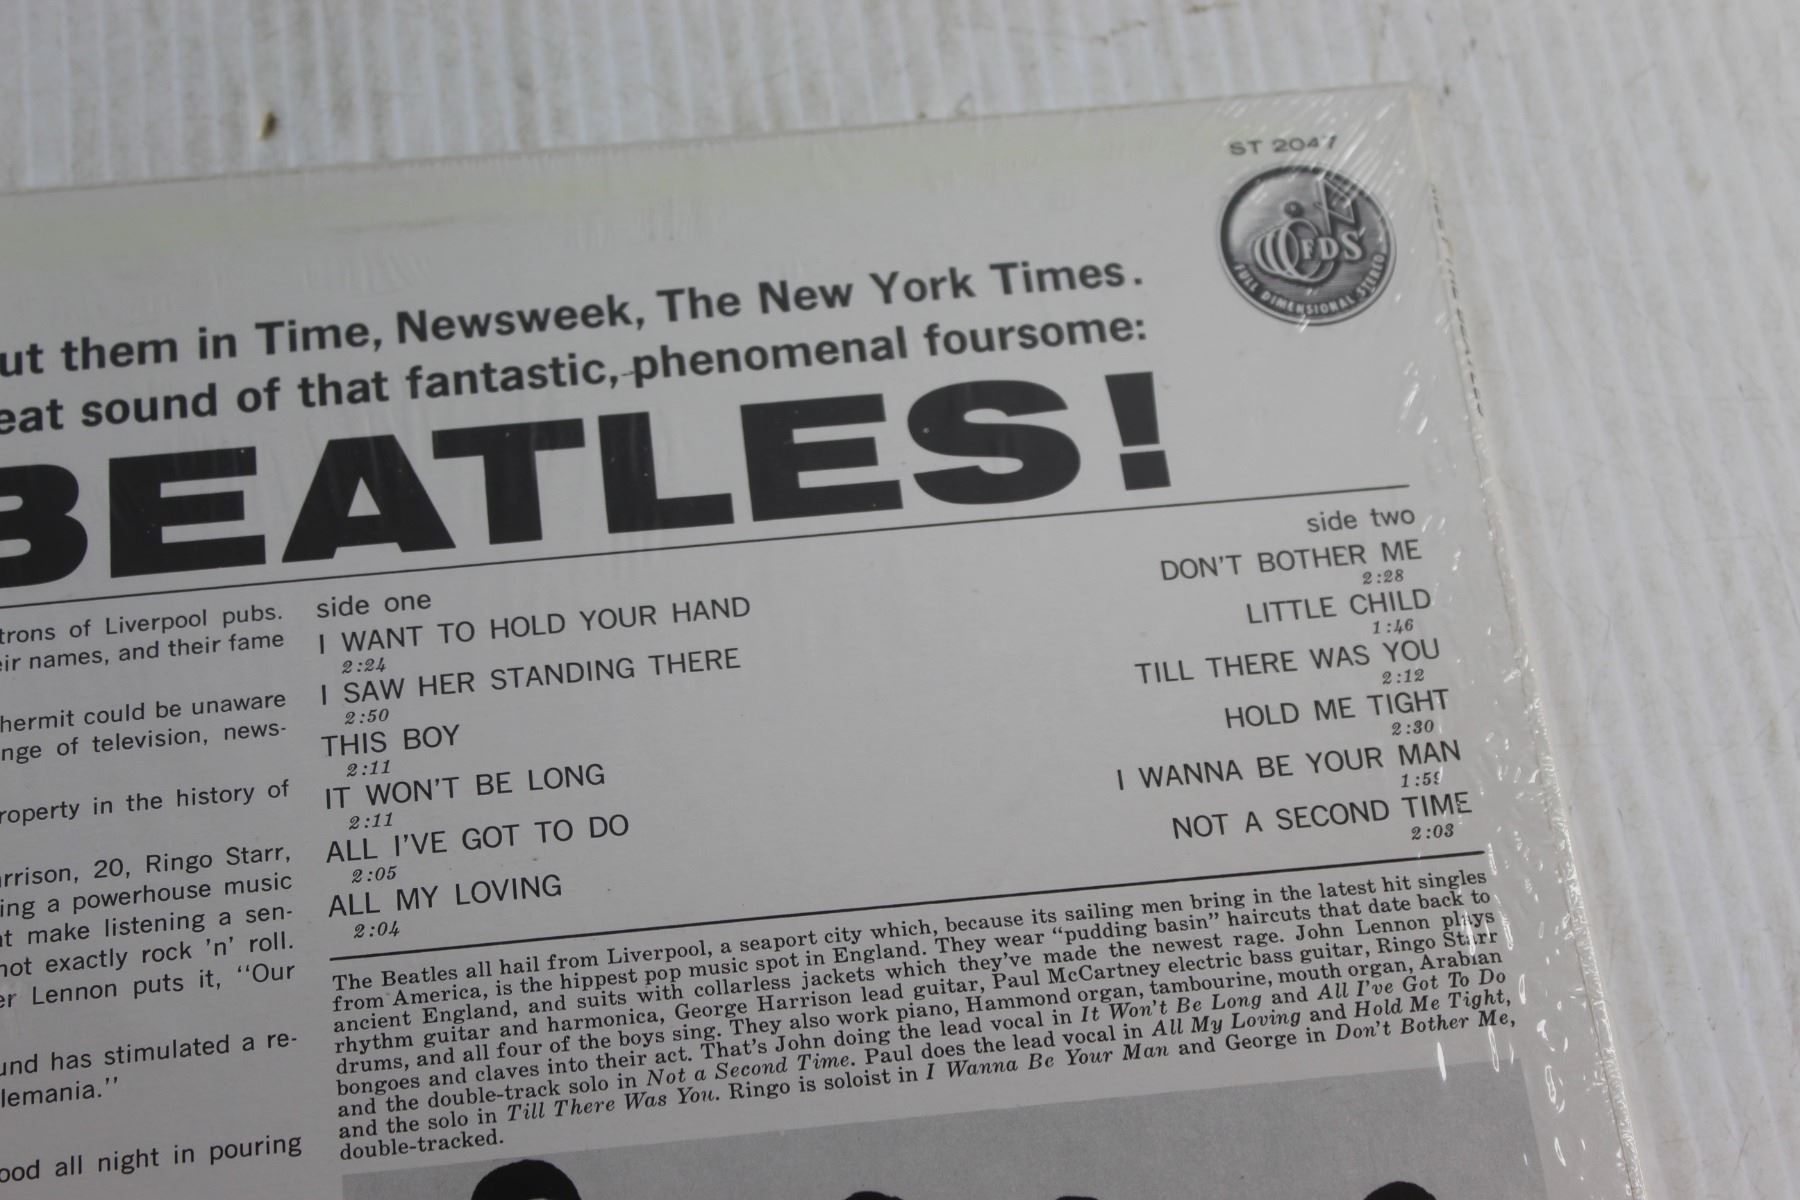 ST 2047
FDS
FULL DIMENSIONAL STEREO
ut them in Time, Newsweek, The New York Times.
eat sound of that fantastic, phenomenal foursome:
BEATLES!
trons of Liverpool pubs.
eir names, and their fame
hermit could be unaware
nge of television, news-
roperty in the history of
arrison, 20, Ringo Starr,
ing a powerhouse music
at make listening a sen-
not exactly rock 'n' roll.
er Lennon puts it, "Our
und has stimulated a re-
lemania."
ood all night in pouring
side one
I WANT TO HOLD YOUR HAND
2:24
I SAW HER STANDING THERE
2:50
THIS BOY
2:11
IT WON'T BE LONG
2:11
ALL I'VE GOT TO DO
2:05
ALL MY LOVING
2:04
side two
DON'T BOTHER ME
2:28
LITTLE CHILD
1:46
TILL THERE WAS YOU
2:12
HOLD ME TIGHT
2:30
I WANNA BE YOUR MAN
1:59
NOT A SECOND TIME
2:03
The Beatles all hail from Liverpool, a seaport city which, because its sailing men bring in the latest hit singles
from America, is the hippest pop music spot in England. They wear "pudding basin" haircuts that date back to
ancient England, and suits with collarless jackets which they've made the newest rage. John Lennon plays
rhythm guitar and harmonica, George Harrison lead guitar, Paul McCartney electric bass guitar, Ringo Starr
drums, and all four of the boys sing. They also work piano, Hammond organ, tambourine, mouth organ, Arabian
bongoes and claves into their act. That's John doing the lead vocal in It Won't Be Long and All I've Got To Do
and the double-track solo in Not a Second Time. Paul does the lead vocal in All My Loving and Hold Me Tight,
and the solo in Till There Was You. Ringo is soloist in I Wanna Be Your Man and George in Don't Bother Me,
double-tracked.